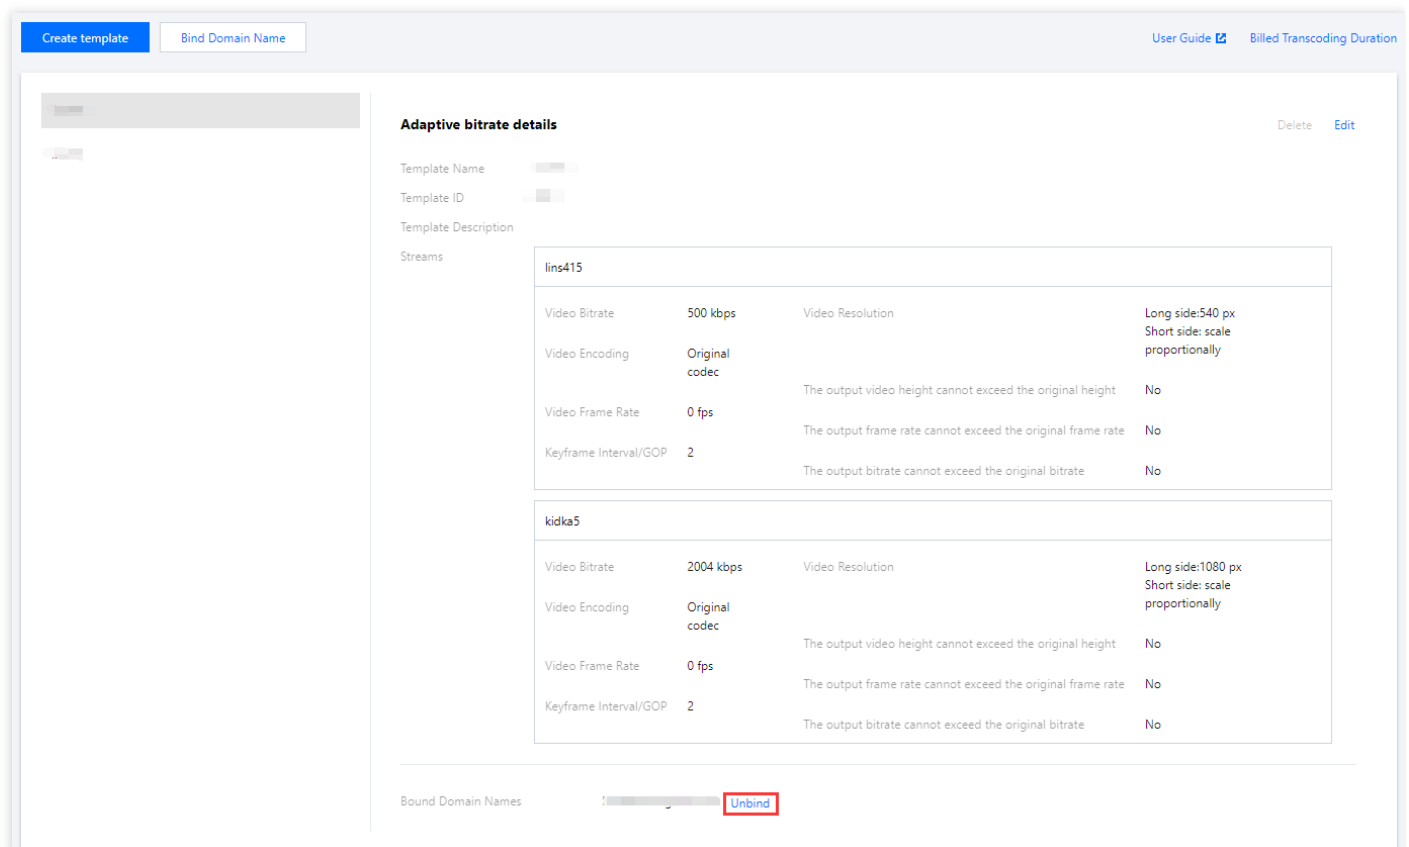 Create template
Bind Domain Name
User Guide
Billed Transcoding Duration
Adaptive bitrate details
Delete
Edit
Template Name
Template ID
Template Description
Streams
lins415
Video Bitrate
500 kbps
Video Resolution
Long side:540 px
Short side: scale
proportionally
Video Encoding
Original
codec
The output video height cannot exceed the original height
No
Video Frame Rate
0 fps
The output frame rate cannot exceed the original frame rate
No
Keyframe Interval/GOP
2
The output bitrate cannot exceed the original bitrate
No
kidka5
Video Bitrate
2004 kbps
Video Resolution
Long side:1080 px
Short side: scale
proportionally
Video Encoding
Original
codec
The output video height cannot exceed the original height
No
Video Frame Rate
0 fps
The output frame rate cannot exceed the original frame rate
No
Keyframe Interval/GOP
2
The output bitrate cannot exceed the original bitrate
No
Bound Domain Names
Unbind